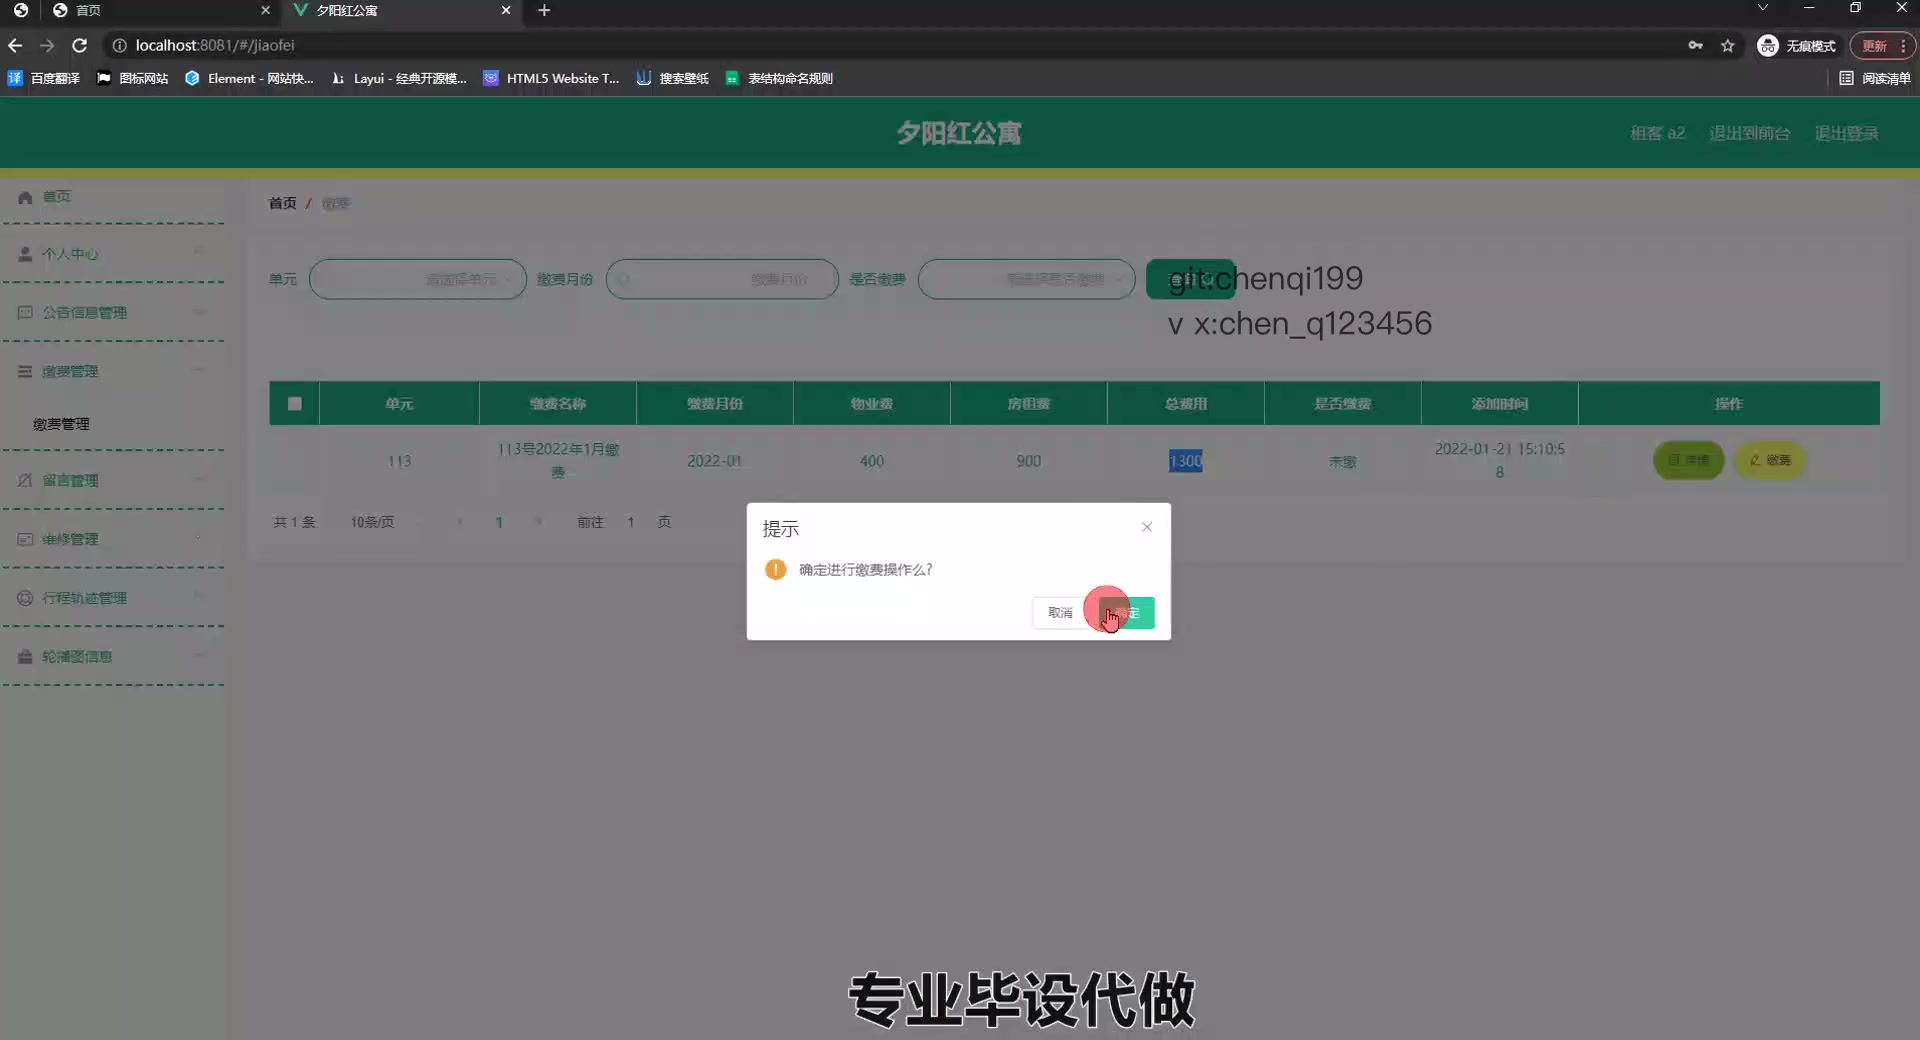 首页
夕阳红公寓
localhost:8081/#/jiaofei
无痕模式
更新
百度翻译
图标网站
Element - 网站快...
Layui - 经典开源模...
HTML5 Website T...
搜索壁纸
表结构命名规则
阅读清单
夕阳红公寓
租客 a2
退出到前台
退出登录
首页
个人中心
公告信息管理
缴费管理
缴费管理
留言管理
维修管理
行程轨迹管理
轮播图信息
首页 / 缴费
单元
请选择单元
缴费月份
缴费月份
是否缴费
请选择是否缴费
git:chenqi199
v x:chen_q123456
单元 缴费名称 缴费月份 物业费 房租费 总费用 是否缴费 添加时间 操作
113 113号2022年1月缴费 2022-01 400 900 1300 未缴 2022-01-21 15:10:58 详情 缴费
共 1 条 10条/页 1 前往 1 页
提示
确定进行缴费操作么?
取消
专业毕设代做